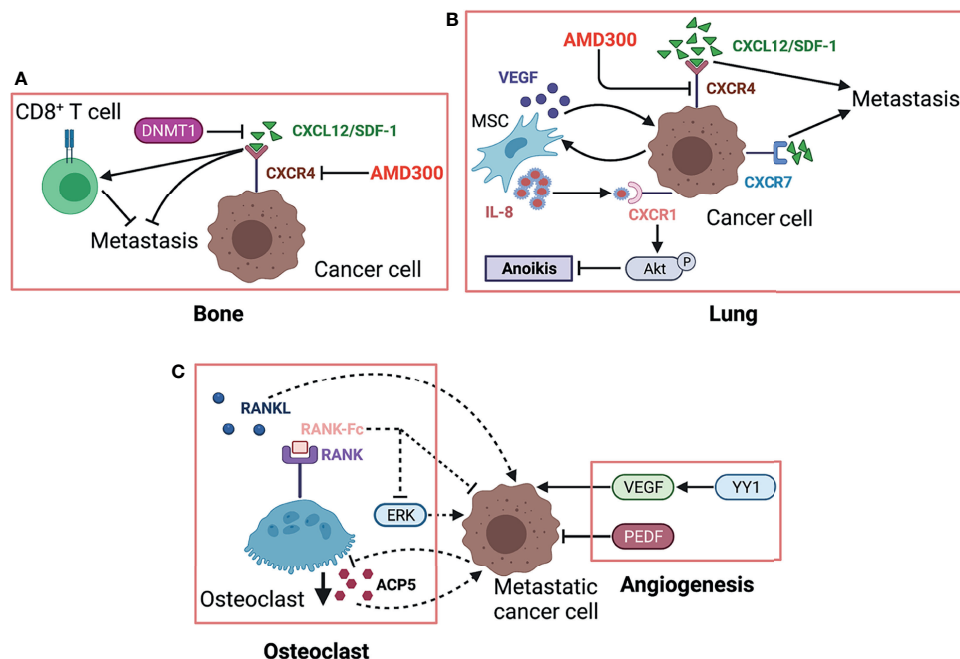 A
CD8+ T cell
DNMT1
CXCL12/SDF-1
CXCR4
AMD300
Metastasis
Cancer cell
Bone
B
AMD300
CXCL12/SDF-1
VEGF
CXCR4
MSC
Metastasis
CXCR7
IL-8
CXCR1
Cancer cell
Anoikis
Akt
P
Lung
C
RANKL
RANK-Fc
RANK
ERK
VEGF
YY1
PEDF
ACP5
Osteoclast
Metastatic
cancer cell
Angiogenesis
Osteoclast